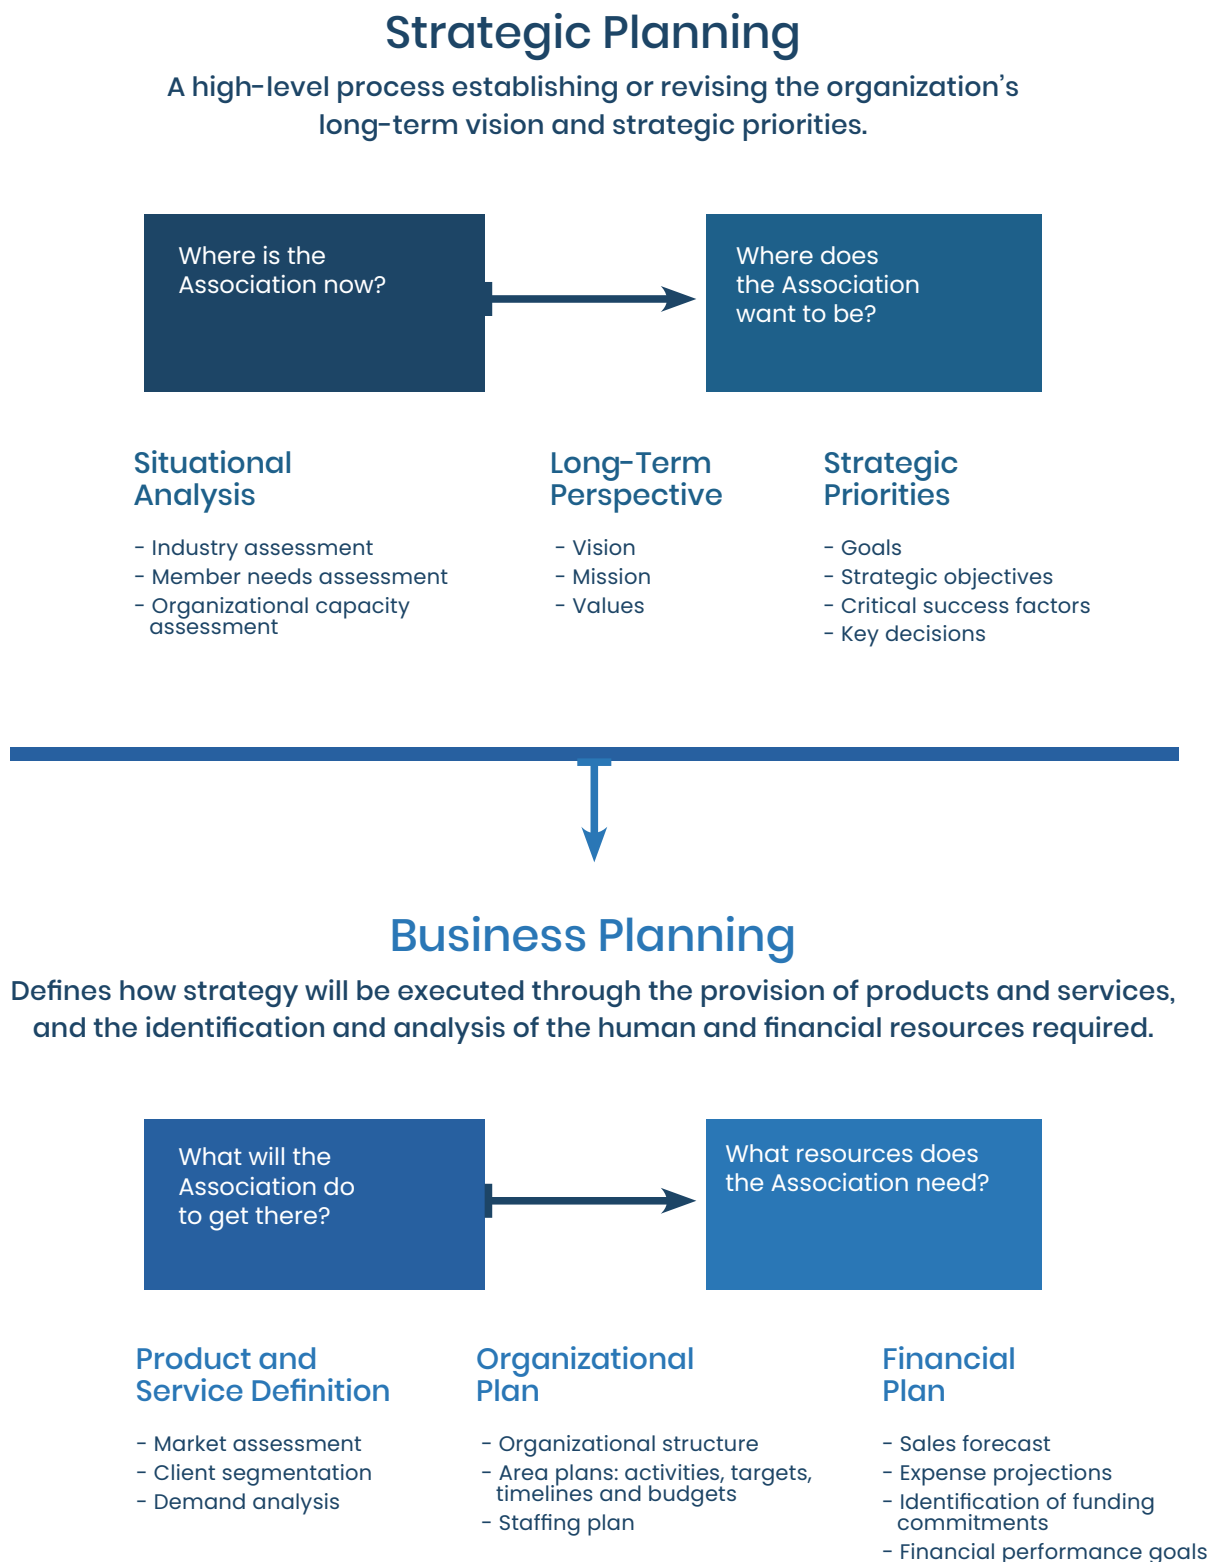 Strategic Planning
A high-level process establishing or revising the organization’s
long-term vision and strategic priorities.
Where is the
Association now?
Where does
the Association
want to be?
Situational
Analysis
- Industry assessment
- Member needs assessment
- Organizational capacity
assessment
Long-Term
Perspective
- Vision
- Mission
- Values
Strategic
Priorities
- Goals
- Strategic objectives
- Critical success factors
- Key decisions
Business Planning
Defines how strategy will be executed through the provision of products and services,
and the identification and analysis of the human and financial resources required.
What will the
Association do
to get there?
What resources does
the Association need?
Product and
Service Definition
- Market assessment
- Client segmentation
- Demand analysis
Organizational
Plan
- Organizational structure
- Area plans: activities, targets,
timelines and budgets
- Staffing plan
Financial
Plan
- Sales forecast
- Expense projections
- Identification of funding
commitments
- Financial performance goals